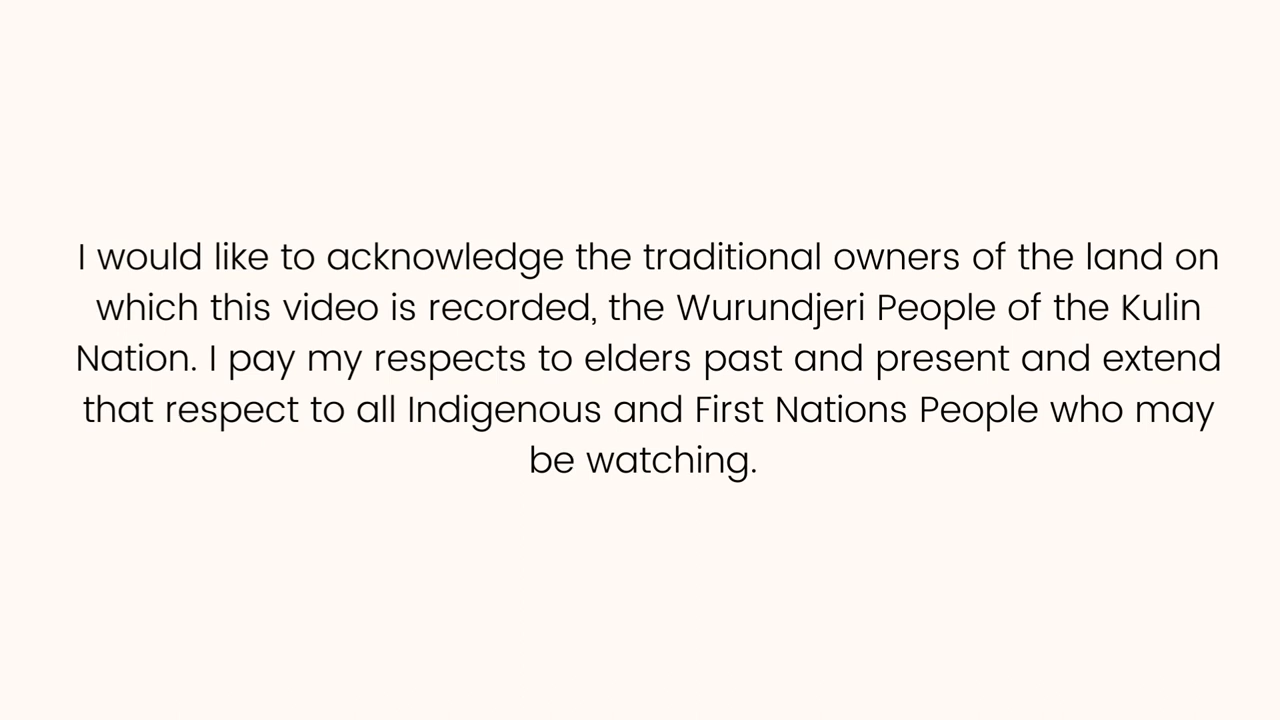 I would like to acknowledge the traditional owners of the land on
which this video is recorded, the Wurundjeri People of the Kulin
Nation. I pay my respects to elders past and present and extend
that respect to all Indigenous and First Nations People who may
be watching.